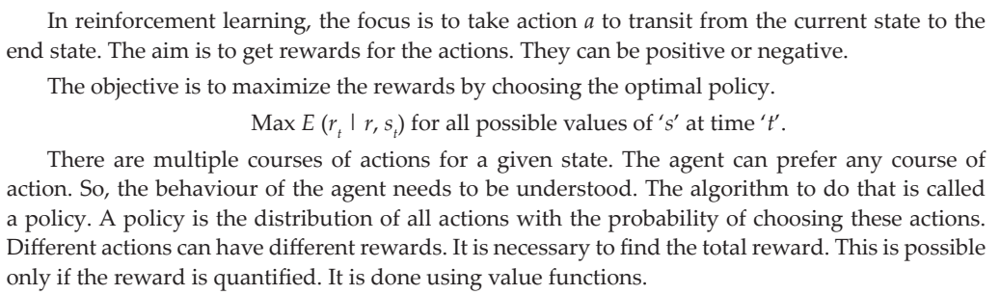 In reinforcement learning, the focus is to take action a to transit from the current state to the
end state. The aim is to get rewards for the actions. They can be positive or negative.
The objective is to maximize the rewards by choosing the optimal policy.
Max E (r_t | r, s_t) for all possible values of ‘s’ at time ‘t’.
There are multiple courses of actions for a given state. The agent can prefer any course of
action. So, the behaviour of the agent needs to be understood. The algorithm to do that is called
a policy. A policy is the distribution of all actions with the probability of choosing these actions.
Different actions can have different rewards. It is necessary to find the total reward. This is possible
only if the reward is quantified. It is done using value functions.